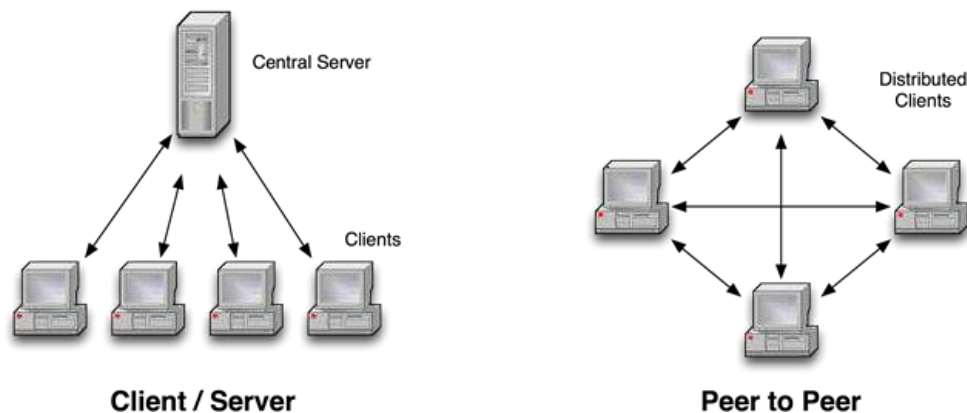 Central Server
Clients
Client / Server
Distributed
Clients
Peer to Peer